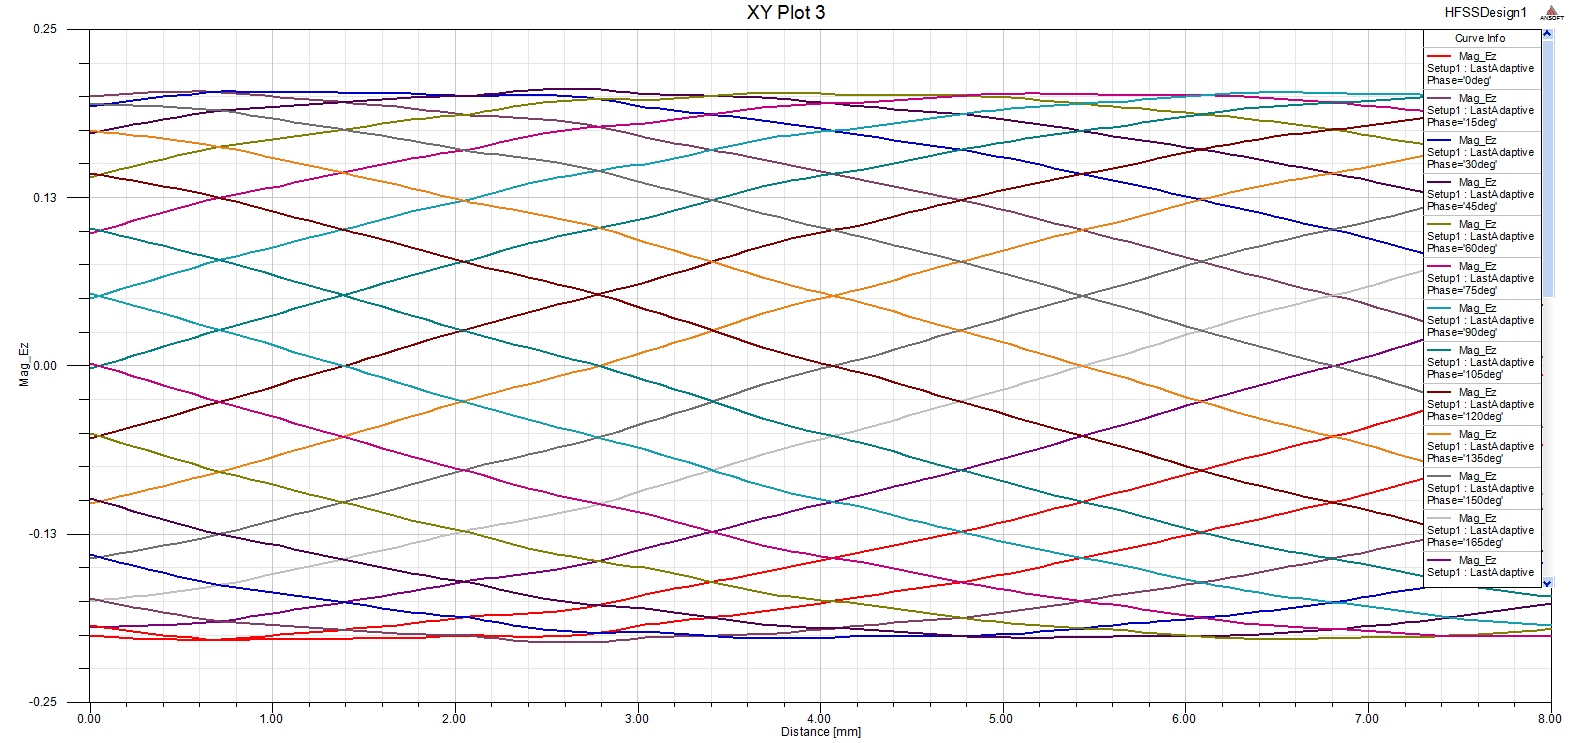 XY Plot 3
HFSSDesign1
ANSOFT
Curve Info
Mag_Ez
Setup1 : LastAdaptive
Phase='0deg'
Mag_Ez
Setup1 : LastAdaptive
Phase='15deg'
Mag_Ez
Setup1 : LastAdaptive
Phase='30deg'
Mag_Ez
Setup1 : LastAdaptive
Phase='45deg'
Mag_Ez
Setup1 : LastAdaptive
Phase='60deg'
Mag_Ez
Setup1 : LastAdaptive
Phase='75deg'
Mag_Ez
Setup1 : LastAdaptive
Phase='90deg'
Mag_Ez
Setup1 : LastAdaptive
Phase='105deg'
Mag_Ez
Setup1 : LastAdaptive
Phase='120deg'
Mag_Ez
Setup1 : LastAdaptive
Phase='135deg'
Mag_Ez
Setup1 : LastAdaptive
Phase='150deg'
Mag_Ez
Setup1 : LastAdaptive
Phase='165deg'
Mag_Ez
Setup1 : LastAdaptive
0.25
0.13
0.00
-0.13
-0.25
Mag_Ez
0.00 1.00 2.00 3.00 4.00 5.00 6.00 7.00 8.00
Distance [mm]